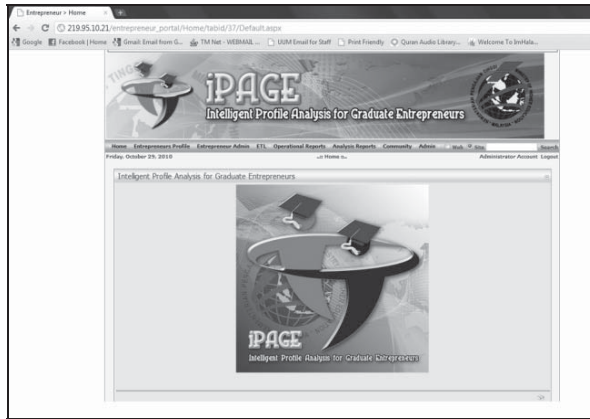 Entrepreneur > Home
219.95.10.21/entrepreneur_portal/Home/tabid/37/Default.aspx
Google Facebook | Home Gmail: Email from G... TM Net - WEBMAIL ... UUM Email for Staff Print Friendly Quran Audio Library... Welcome To ImHala...
TINGG
iPAGE
Intelligent Profile Analysis for Graduate Entrepreneurs
Home Entrepreneurs Profile Entrepreneur Admin ETL Operational Reports Analysis Reports Community Admin Web Site Search
Friday, October 29, 2010 ..:: Home ::.. Administrator Account Logout
Intelligent Profile Analysis for Graduate Entrepreneurs
iPAGE
Intelligent Profile Analysis for Graduate Entrepreneurs